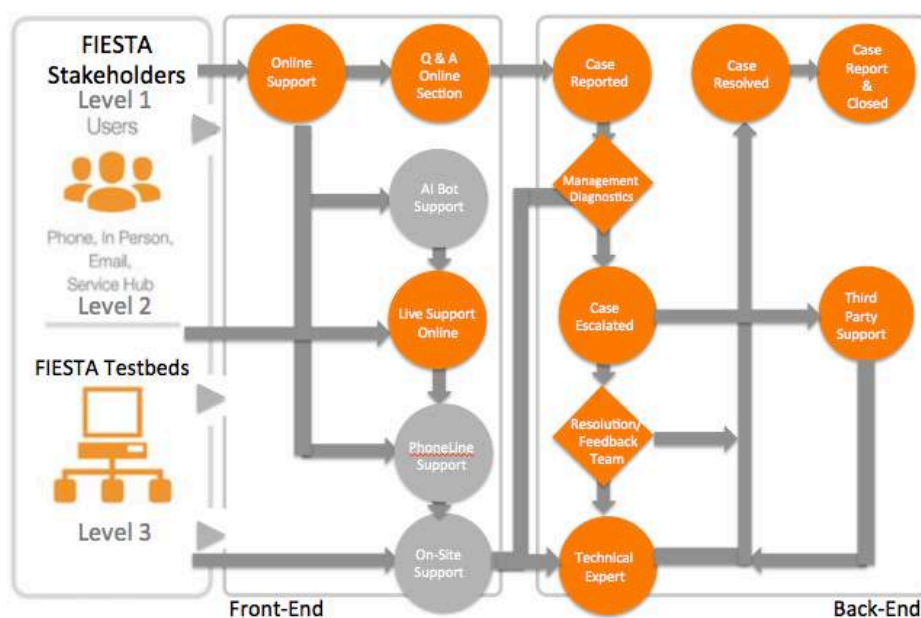 FIESTA
Stakeholders
Level 1
Users
Phone, In Person,
Email,
Service Hub
Level 2
FIESTA Testbeds
Level 3
Online
Support
Q & A
Online
Section
AI Bot
Support
Live Support
Online
PhoneLine
Support
On-Site
Support
Front-End
Case
Reported
Management
Diagnostics
Case
Escalated
Resolution/
Feedback
Team
Technical
Expert
Case
Resolved
Case
Report
&
Closed
Third
Party
Support
Back-End